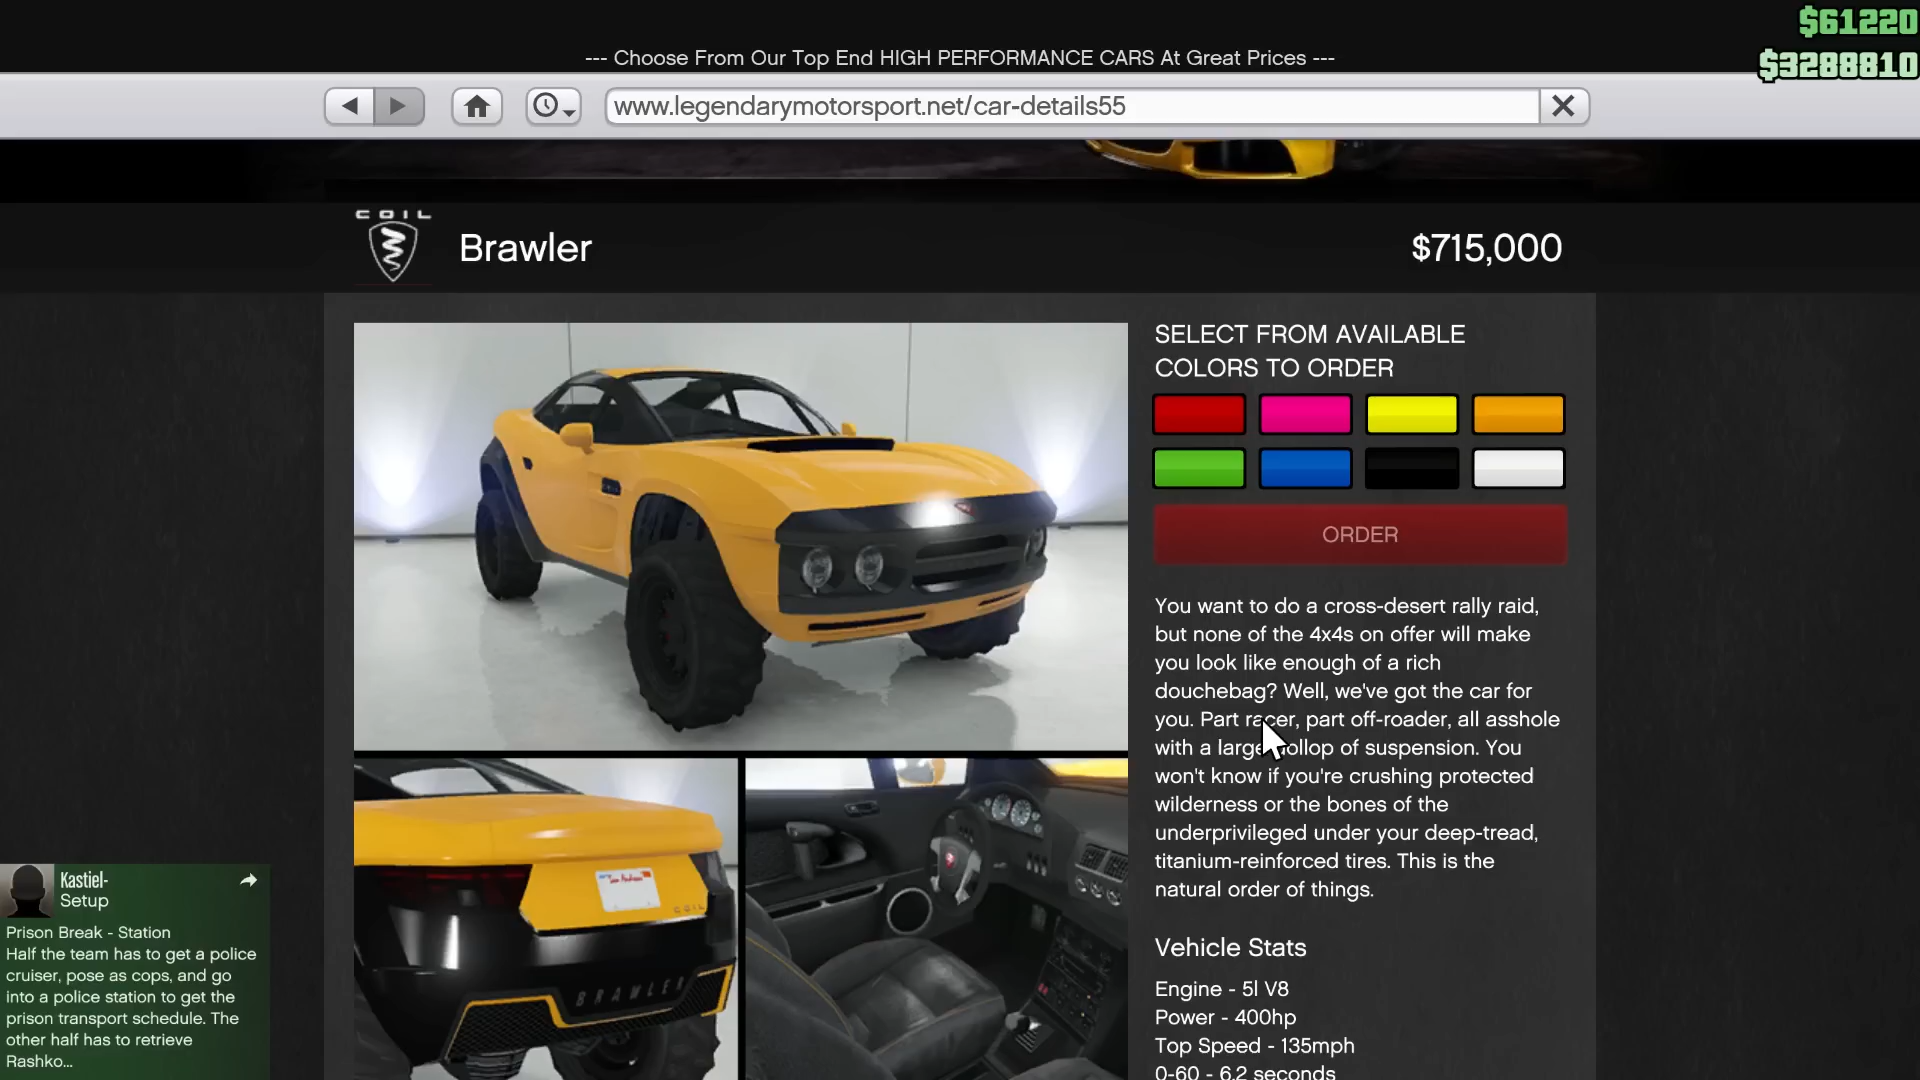 $61220
--- Choose From Our Top End HIGH PERFORMANCE CARS At Great Prices ---
$3288810
www.legendarymotorsport.net/car-details55
COIL
Brawler
$715,000
SELECT FROM AVAILABLE
COLORS TO ORDER
ORDER
You want to do a cross-desert rally raid,
but none of the 4x4s on offer will make
you look like enough of a rich
douchebag? Well, we've got the car for
you. Part racer, part off-roader, all asshole
with a large dollop of suspension. You
won't know if you're crushing protected
wilderness or the bones of the
underprivileged under your deep-tread,
titanium-reinforced tires. This is the
natural order of things.
Vehicle Stats
Engine - 5l V8
Power - 400hp
Top Speed - 135mph
0-60 - 6.2 seconds
San Andreas
COIL
BRAWLER
Kastiel-
Setup
Prison Break - Station
Half the team has to get a police
cruiser, pose as cops, and go
into a police station to get the
prison transport schedule. The
other half has to retrieve
Rashko...